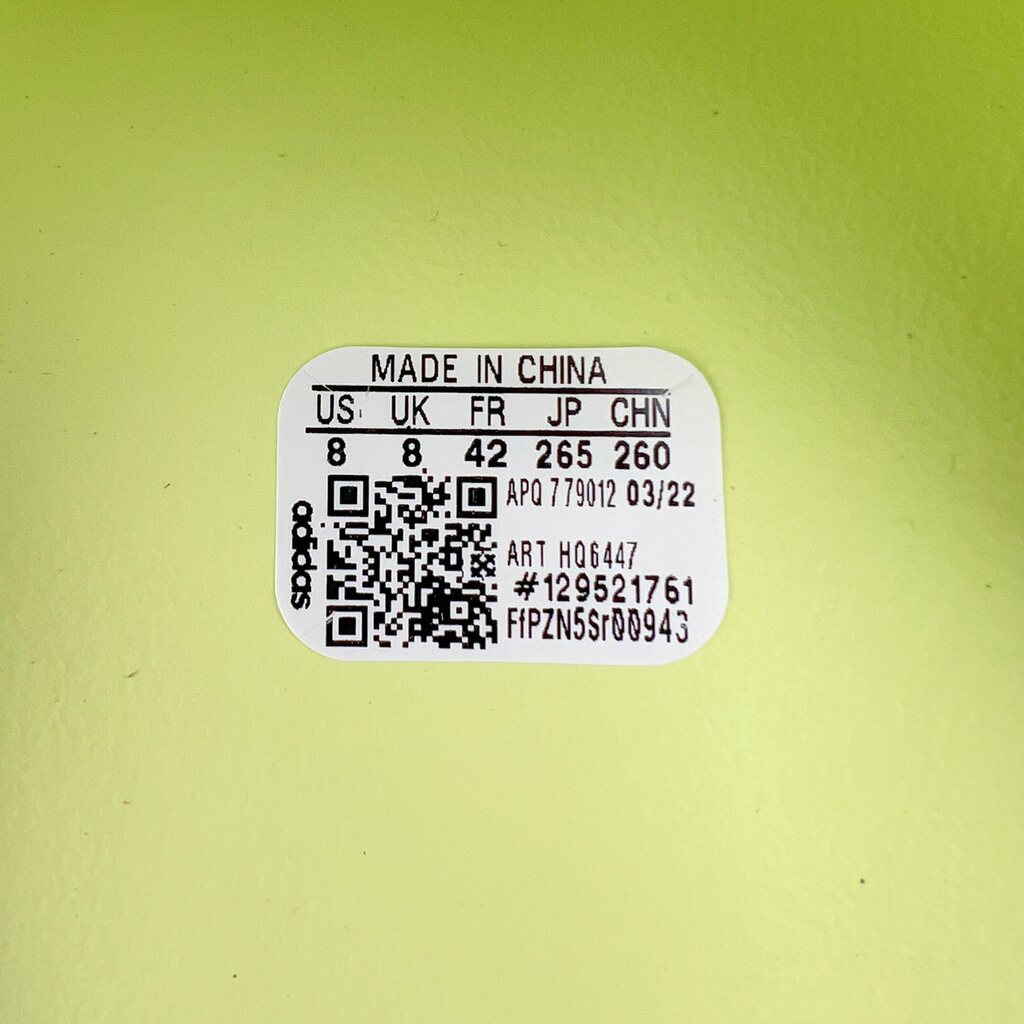 MADE IN CHINA
US UK FR JP CHN
8 8 42 265 260
APQ 779012 03/22
ART HQ6447
#129521761
FfPZN5Sr00943
adidas